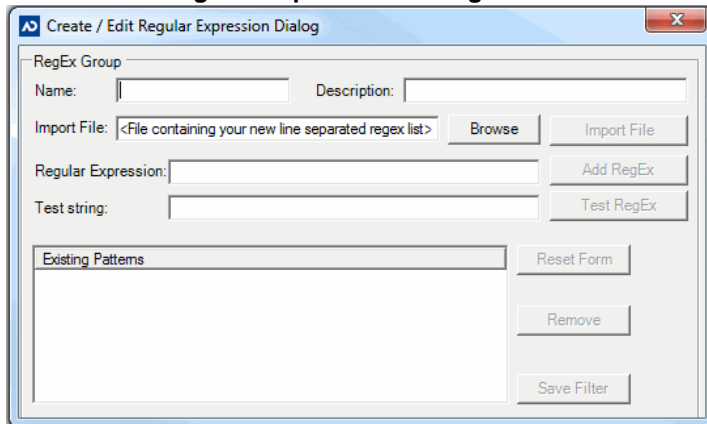 Create / Edit Regular Expression Dialog
RegEx Group
Name: Description:
Import File: <File containing your new line separated regex list> Browse Import File
Regular Expression: Add RegEx
Test string: Test RegEx
Existing Patterns Reset Form
Remove
Save Filter